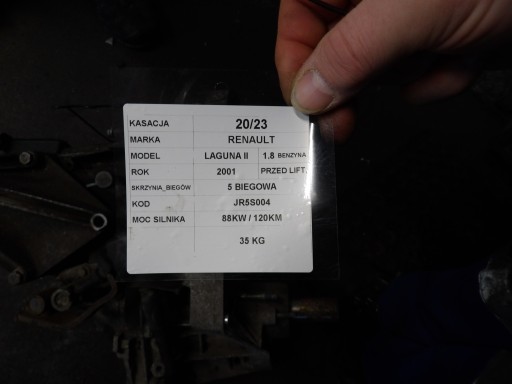 KASACJA 20/23
MARKA RENAULT
MODEL LAGUNA II 1.8 BENZYNA
ROK 2001 PRZED LIFT.
SKRZYNIA_BIEGÓW 5 BIEGOWA
KOD JR5S004
MOC SILNIKA 88KW / 120KM
35 KG